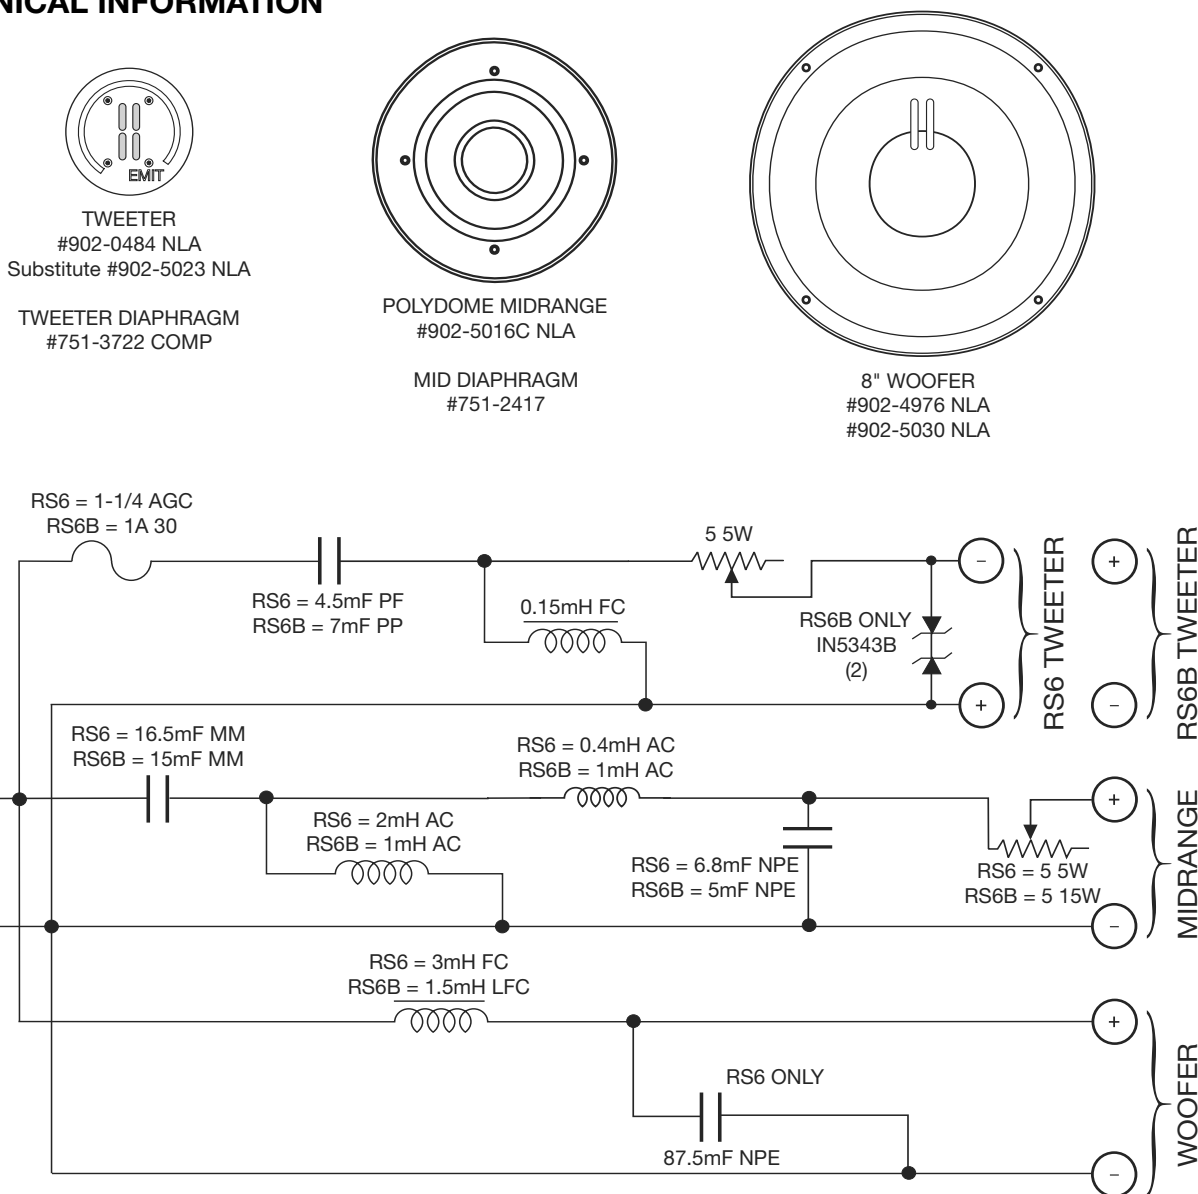 NICAL INFORMATION
EMIT
TWEETER
#902-0484 NLA
Substitute #902-5023 NLA
TWEETER DIAPHRAGM
#751-3722 COMP
POLYDOME MIDRANGE
#902-5016C NLA
MID DIAPHRAGM
#751-2417
8" WOOFER
#902-4976 NLA
#902-5030 NLA
RS6 = 1-1/4 AGC
RS6B = 1A 30
RS6 = 4.5mF PF
RS6B = 7mF PP
0.15mH FC
5 5W
RS6B ONLY
IN5343B
(2)
−
+
RS6 TWEETER
+
−
RS6B TWEETER
RS6 = 16.5mF MM
RS6B = 15mF MM
RS6 = 2mH AC
RS6B = 1mH AC
RS6 = 0.4mH AC
RS6B = 1mH AC
RS6 = 6.8mF NPE
RS6B = 5mF NPE
RS6 = 5 5W
RS6B = 5 15W
+
−
MIDRANGE
RS6 = 3mH FC
RS6B = 1.5mH LFC
RS6 ONLY
87.5mF NPE
+
−
WOOFER